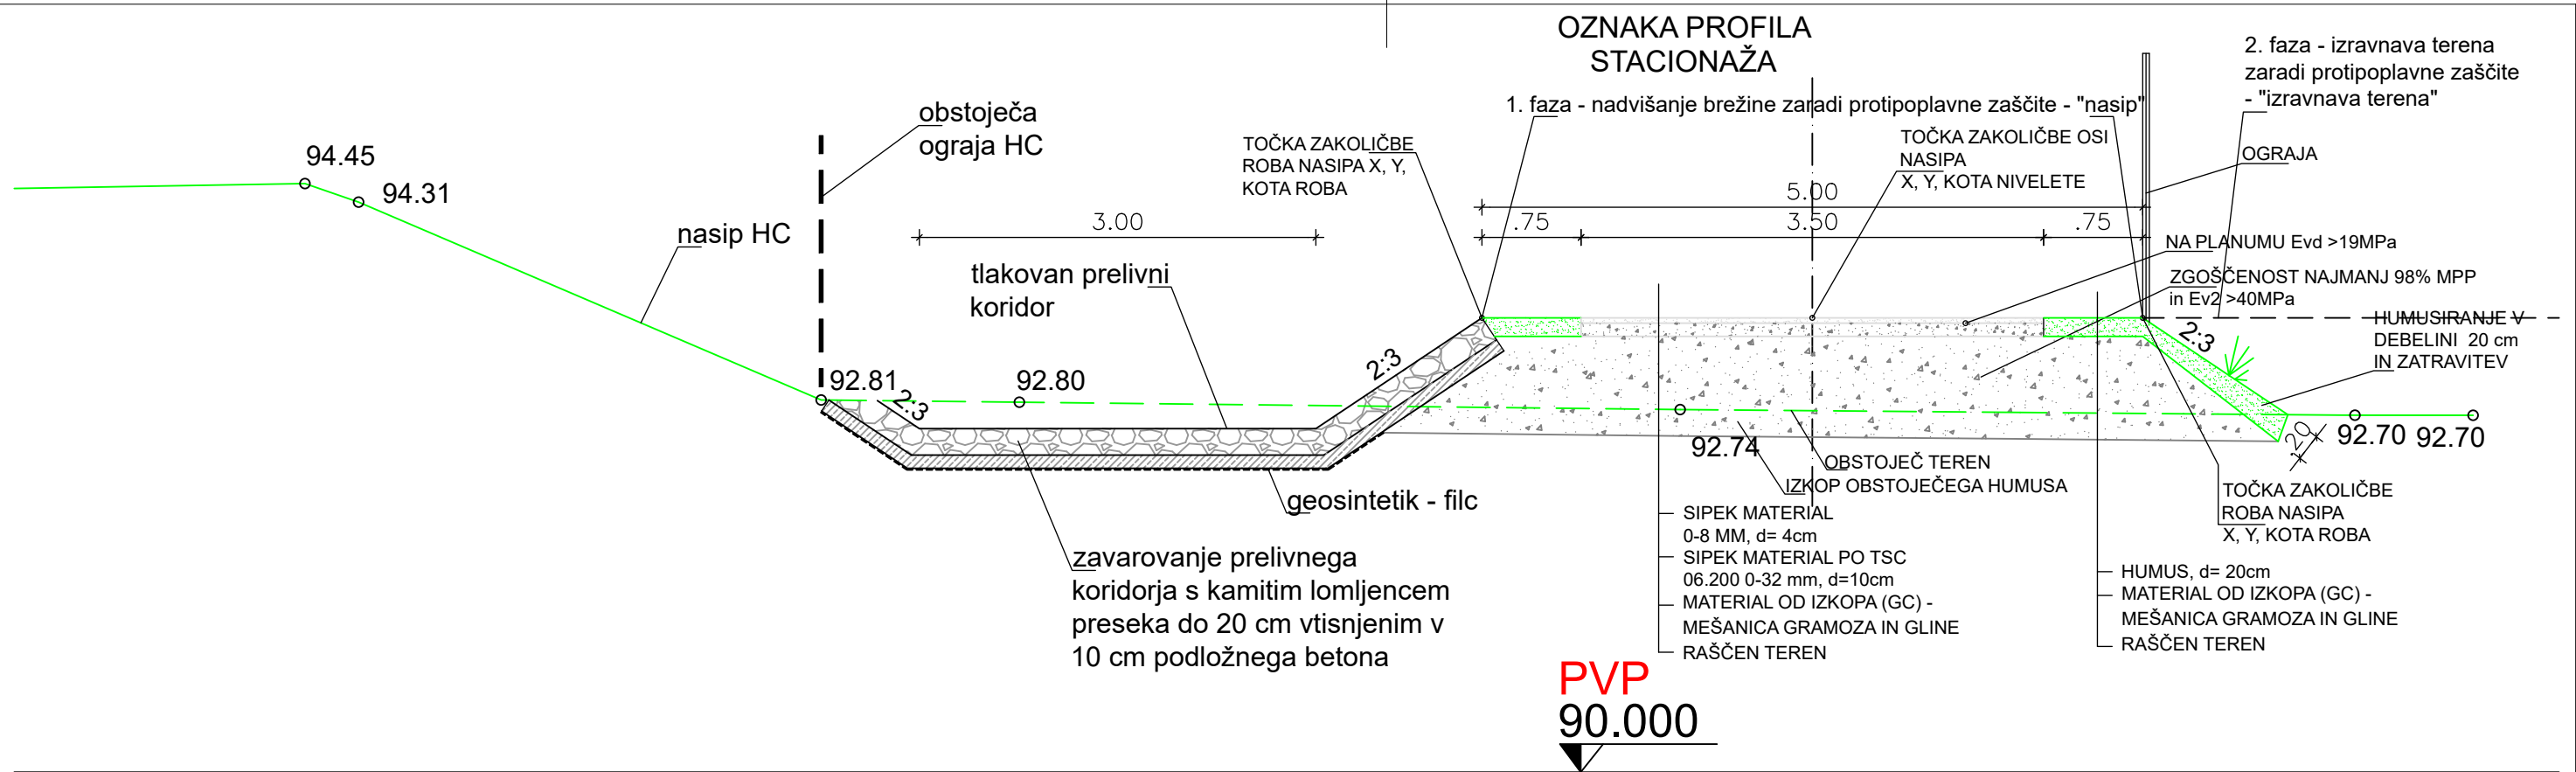 OZNAKA PROFILA
STACIONAŽA
2. faza - izravnava terena
zaradi protipoplavne zaščite
- "izravnava terena"
1. faza - nadvišanje brežine zaradi protipoplavne zaščite - "nasip"
obstoječa
ograja HC
TOČKA ZAKOLIČBE
ROBA NASIPA X, Y,
KOTA ROBA
TOČKA ZAKOLIČBE OSI
NASIPA
X, Y, KOTA NIVELETE
OGRAJA
94.45
94.31
nasip HC
3.00
5.00
.75
3.50
.75
NA PLANUMU Evd >19MPa
ZGOŠČENOST NAJMANJ 98% MPP
in Ev2 >40MPa
tlakovan prelivni
koridor
HUMUSIRANJE V
DEBELINI 20 cm
IN ZATRAVITEV
2:3
2:3
2:3
92.81
92.80
92.74
92.70
92.70
.20
OBSTOJEČ TEREN
IZKOP OBSTOJEČEGA HUMUSA
geosintetik - filc
TOČKA ZAKOLIČBE
ROBA NASIPA
X, Y, KOTA ROBA
zavarovanje prelivnega
koridorja s kamitim lomljencem
preseka do 20 cm vtisnjenim v
10 cm podložnega betona
SIPEK MATERIAL
0-8 MM, d= 4cm
SIPEK MATERIAL PO TSC
06.200 0-32 mm, d=10cm
MATERIAL OD IZKOPA (GC) -
MEŠANICA GRAMOZA IN GLINE
RAŠČEN TEREN
HUMUS, d= 20cm
MATERIAL OD IZKOPA (GC) -
MEŠANICA GRAMOZA IN GLINE
RAŠČEN TEREN
PVP
90.000